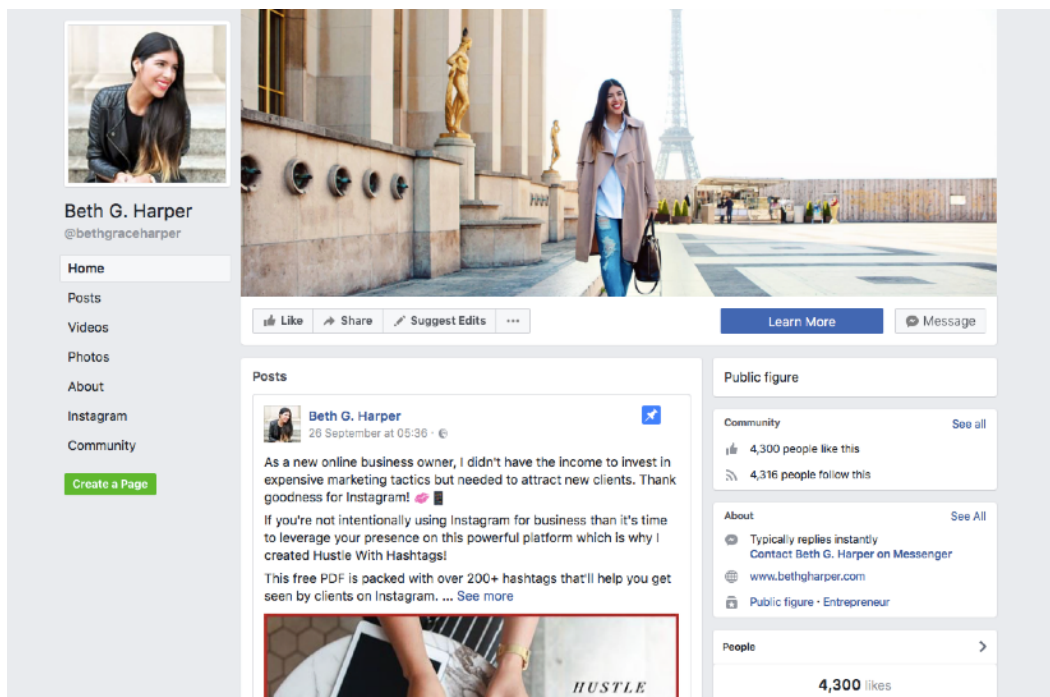 Beth G. Harper
@bethgraceharper
Home
Posts
Videos
Photos
About
Instagram
Community
Create a Page
Like
Share
Suggest Edits
Learn More
Message
Posts
Beth G. Harper
26 September at 05:36 ·
As a new online business owner, I didn't have the income to invest in
expensive marketing tactics but needed to attract new clients. Thank
goodness for Instagram! 💋📱
If you're not intentionally using Instagram for business than it's time
to leverage your presence on this powerful platform which is why I
created Hustle With Hashtags!
This free PDF is packed with over 200+ hashtags that'll help you get
seen by clients on Instagram. ... See more
HUSTLE
Public figure
Community
See all
4,300 people like this
4,316 people follow this
About
See All
Typically replies instantly
Contact Beth G. Harper on Messenger
www.bethgharper.com
Public figure · Entrepreneur
People
4,300 likes